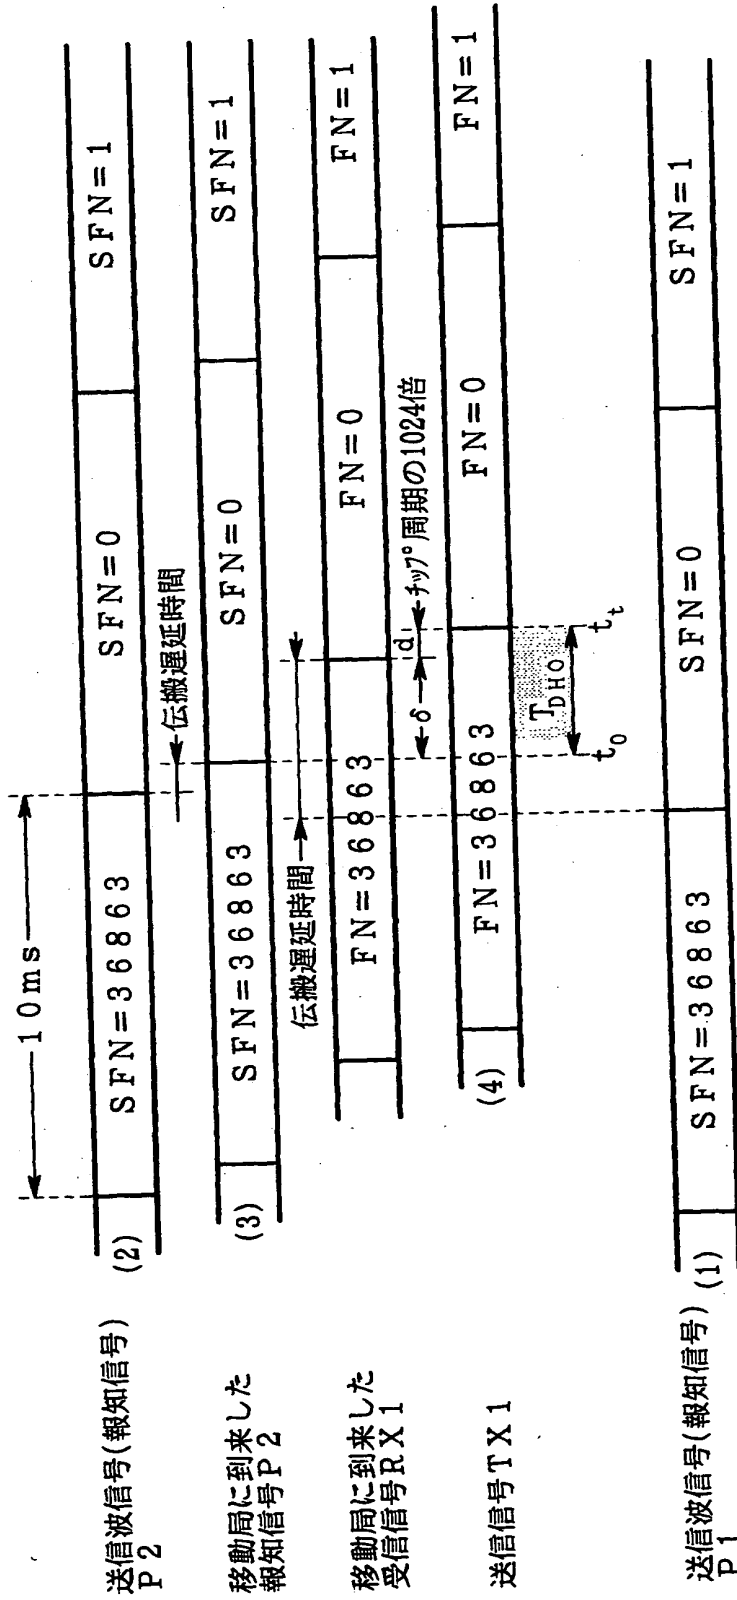 10ms
送信波信号(報知信号)
P2
(2)
SFN=36863
SFN=0
SFN=1
伝搬遅延時間
移動局に到来した
報知信号P2
(3)
SFN=36863
SFN=0
SFN=1
伝搬遅延時間
移動局に到来した
受信信号RX1
FN=36863
FN=0
FN=1
δ
d
チップ周期の1024倍
送信信号TX1
(4)
FN=36863
FN=0
FN=1
TDHO
t0
tt
送信波信号(報知信号)
P1
(1)
SFN=36863
SFN=0
SFN=1